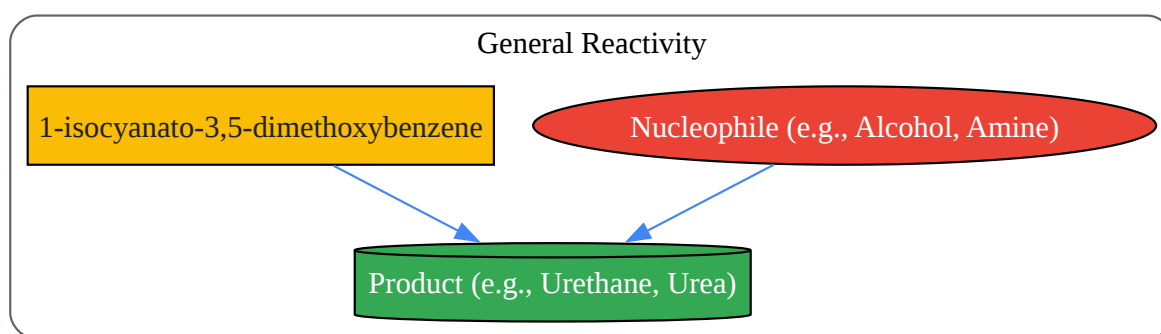 General Reactivity
1-isocyanato-3,5-dimethoxybenzene
Nucleophile (e.g., Alcohol, Amine)
Product (e.g., Urethane, Urea)